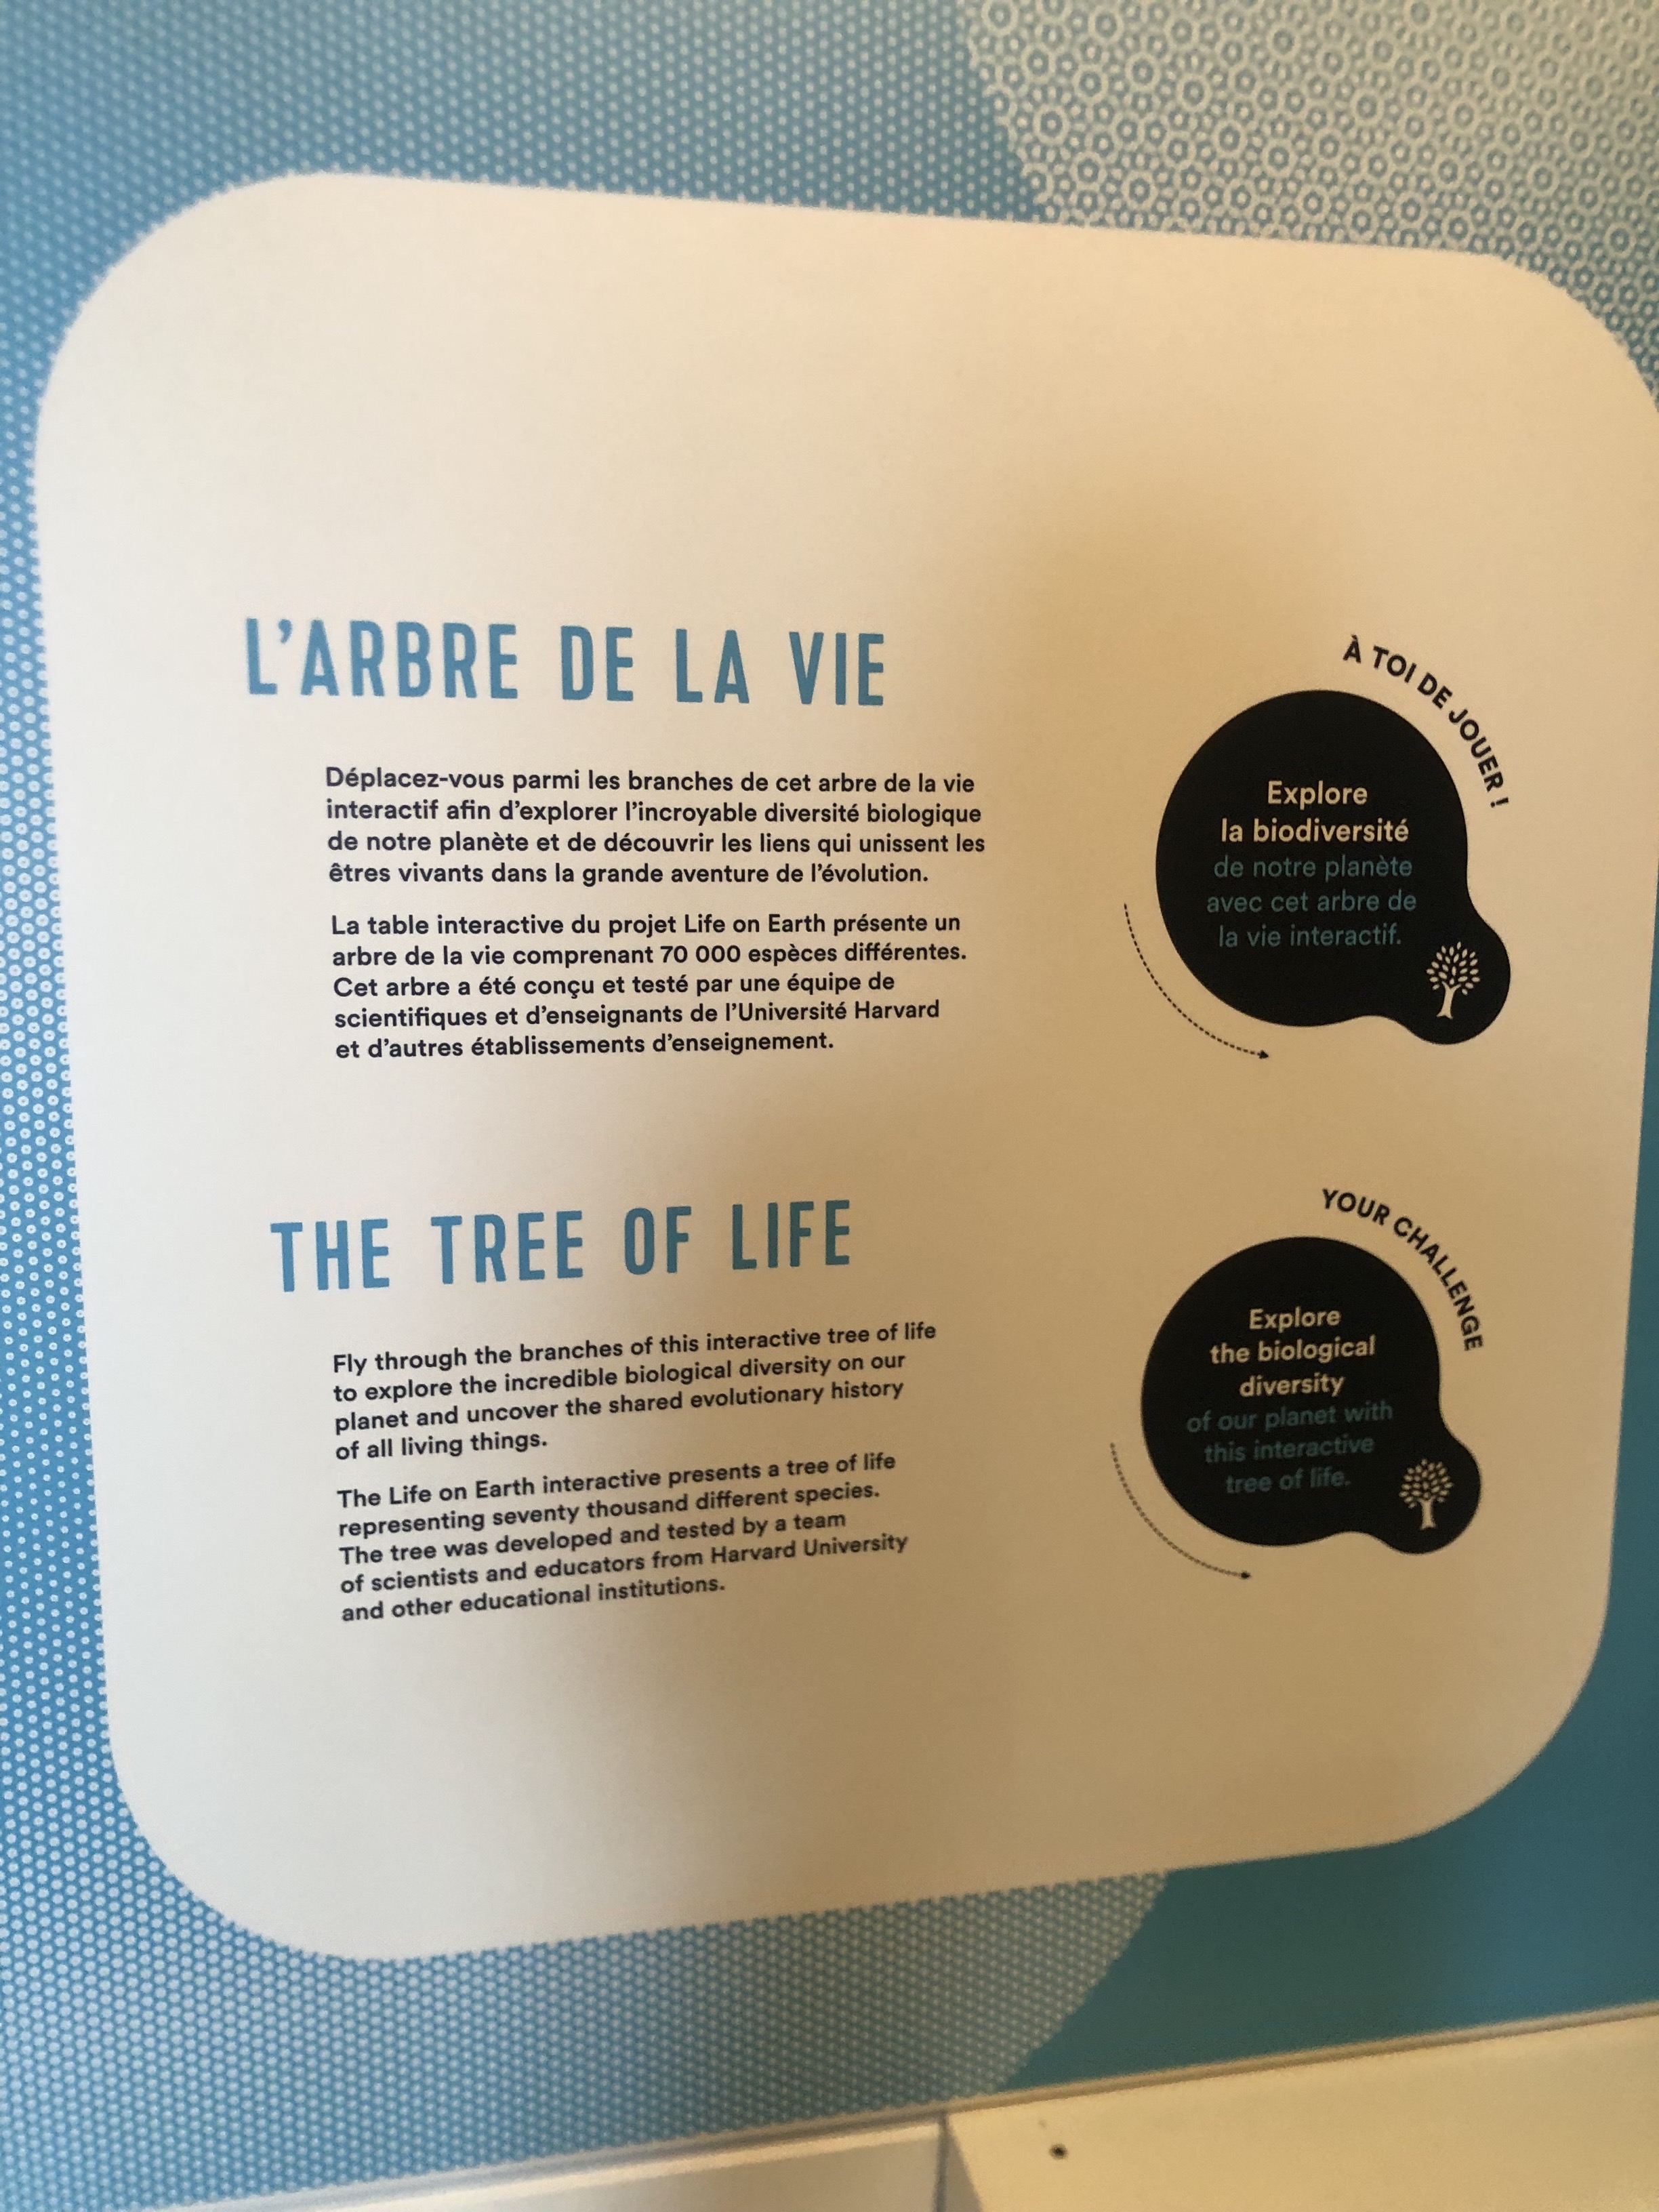 L'ARBRE DE LA VIE
Déplacez-vous parmi les branches de cet arbre de la vie
interactif afin d'explorer l'incroyable diversité biologique
de notre planète et de découvrir les liens qui unissent les
êtres vivants dans la grande aventure de l'évolution.
La table interactive du projet Life on Earth présente un
arbre de la vie comprenant 70 000 espèces différentes.
Cet arbre a été conçu et testé par une équipe de
scientifiques et d'enseignants de l'Université Harvard
et d'autres établissements d'enseignement.
À TOI DE JOUER !
Explore
la biodiversité
de notre planète
avec cet arbre de
la vie interactif.
THE TREE OF LIFE
Fly through the branches of this interactive tree of life
to explore the incredible biological diversity on our
planet and uncover the shared evolutionary history
of all living things.
The Life on Earth interactive presents a tree of life
representing seventy thousand different species.
The tree was developed and tested by a team
of scientists and educators from Harvard University
and other educational institutions.
YOUR CHALLENGE
Explore
the biological
diversity
of our planet with
this interactive
tree of life.